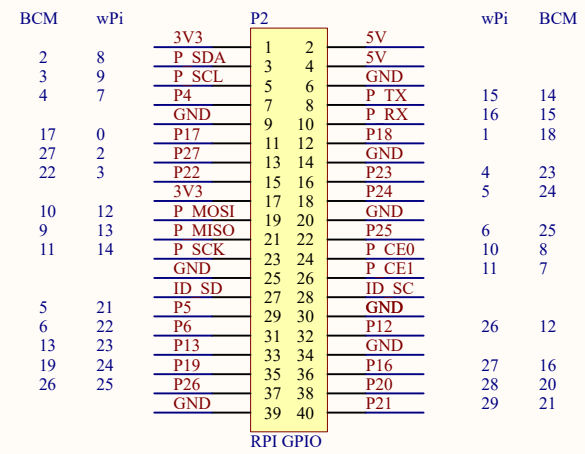 BCM wPi P2 wPi BCM
3V3 1 2 5V
2 8 P_SDA 3 4 5V
3 9 P_SCL 5 6 GND
4 7 P4 7 8 P_TX 15 14
GND 9 10 P_RX 16 15
17 0 P17 11 12 P18 1 18
27 2 P27 13 14 GND
22 3 P22 15 16 P23 4 23
3V3 17 18 P24 5 24
10 12 P_MOSI 19 20 GND
9 13 P_MISO 21 22 P25 6 25
11 14 P_SCK 23 24 P_CE0 10 8
GND 25 26 P_CE1 11 7
ID_SD 27 28 ID_SC
5 21 P5 29 30 GND
6 22 P6 31 32 P12 26 12
13 23 P13 33 34 GND
19 24 P19 35 36 P16 27 16
26 25 P26 37 38 P20 28 20
GND 39 40 P21 29 21
RPI GPIO